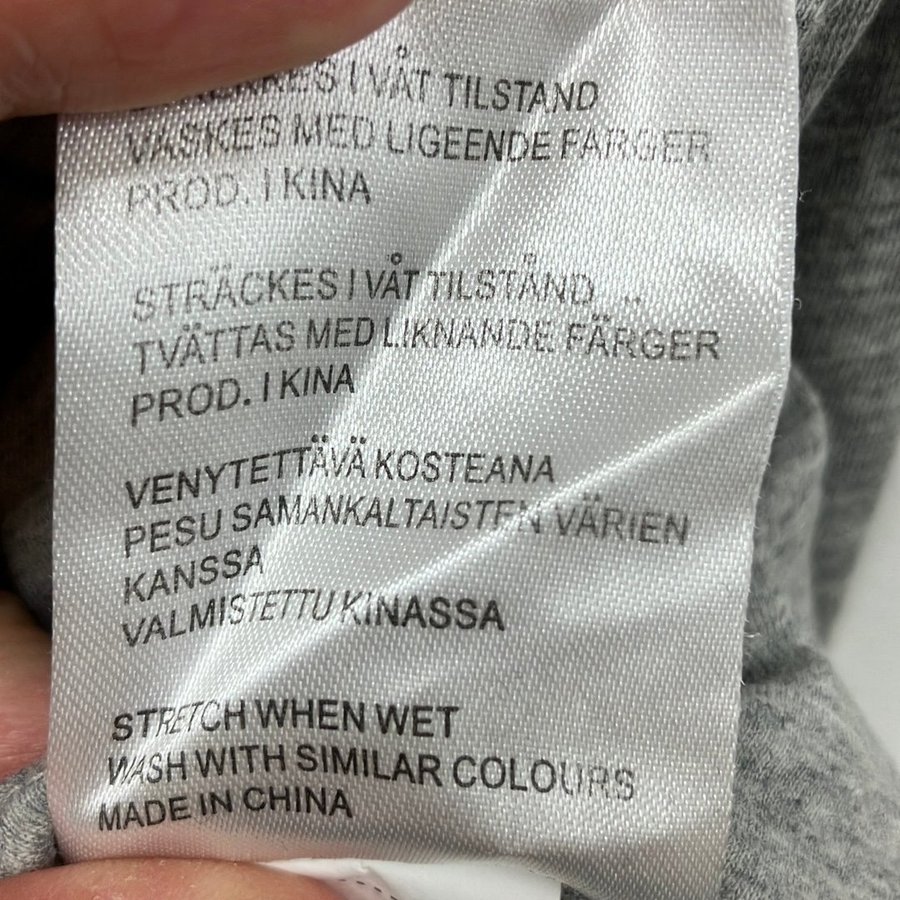 I VÅT TILSTAND
VASKES MED LIGEENDE FARGER
PROD. I KINA
STRÄCKES I VÅT TILSTÅND
TVÄTTAS MED LIKNANDE FÄRGER
PROD. I KINA
VENYTETTÄVÄ KOSTEANA
PESU SAMANKALTAISTEN VÄRIEN
KANSSA
VALMISTETTU KINASSA
STRETCH WHEN WET
WASH WITH SIMILAR COLOURS
MADE IN CHINA